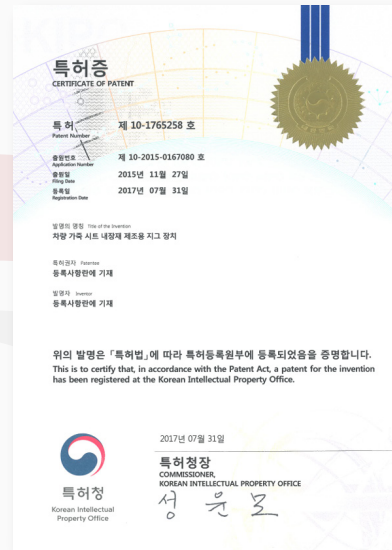 특허증
CERTIFICATE OF PATENT
특 허 제 10-1765258 호
Patent Number
출원번호 제 10-2015-0167080 호
Application Number
출원일 2015년 11월 27일
Filing Date
등록일 2017년 07월 31일
Registration Date
발명의 명칭 Title of the Invention
차량 가죽 시트 내장재 제조용 지그 장치
특허권자 Patentee
등록사항란에 기재
발명자 Inventor
등록사항란에 기재
위의 발명은 「특허법」에 따라 특허등록원부에 등록되었음을 증명합니다.
This is to certify that, in accordance with the Patent Act, a patent for the invention
has been registered at the Korean Intellectual Property Office.
2017년 07월 31일
특허청장
COMMISSIONER,
KOREAN INTELLECTUAL PROPERTY OFFICE
성 윤 모
특허청
Korean Intellectual
Property Office